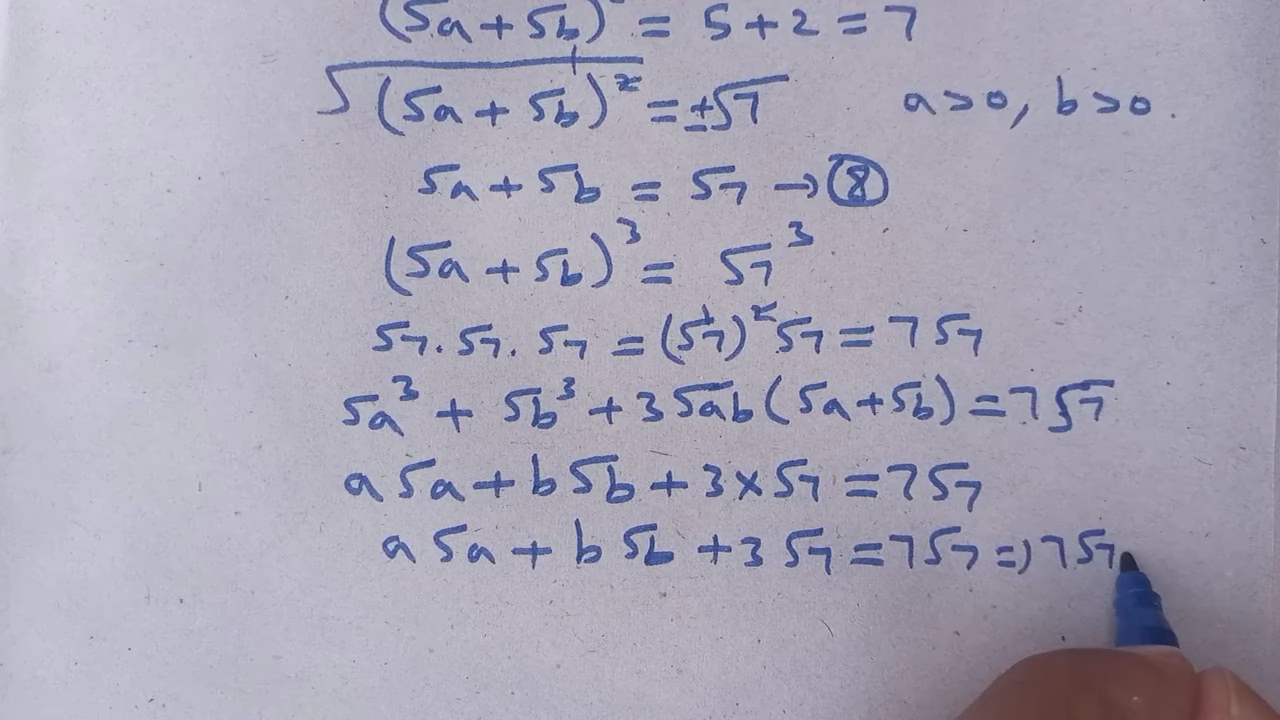 (√a + √b)² = 5 + 2 = 7
√(√a + √b)² = ±√7 a > 0, b > 0.
√a + √b = √7 → ⑧
(√a + √b)³ = √7³
√7 . √7 . √7 = (√7)² √7 = 7√7
√a³ + √b³ + 3√ab (√a + √b) = 7√7
a√a + b√b + 3 × √7 = 7√7
a√a + b√b + 3√7 = 7√7 ⇒ 7√7